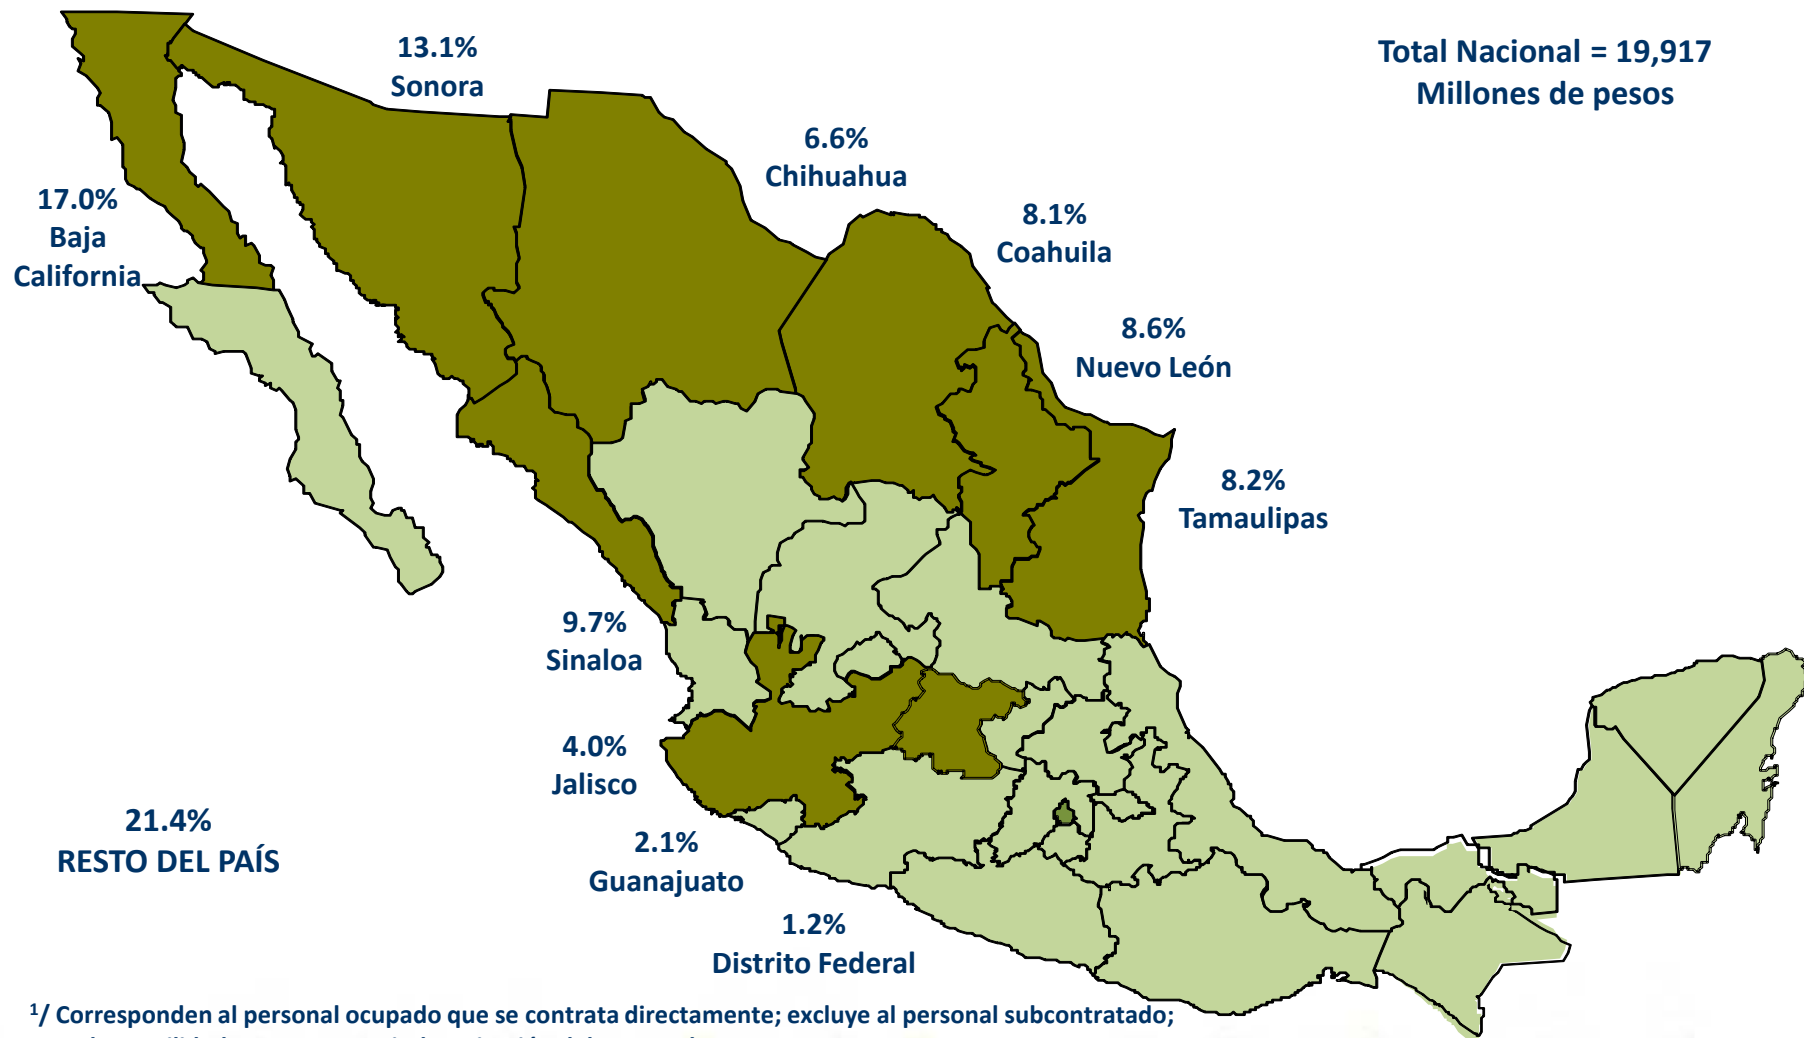 13.1%
Sonora
Total Nacional = 19,917
Millones de pesos
6.6%
Chihuahua
17.0%
Baja
California
8.1%
Coahuila
8.6%
Nuevo León
8.2%
Tamaulipas
9.7%
Sinaloa
4.0%
Jalisco
21.4%
RESTO DEL PAÍS
2.1%
Guanajuato
1.2%
Distrito Federal
1/ Corresponden al personal ocupado que se contrata directamente; excluye al personal subcontratado;